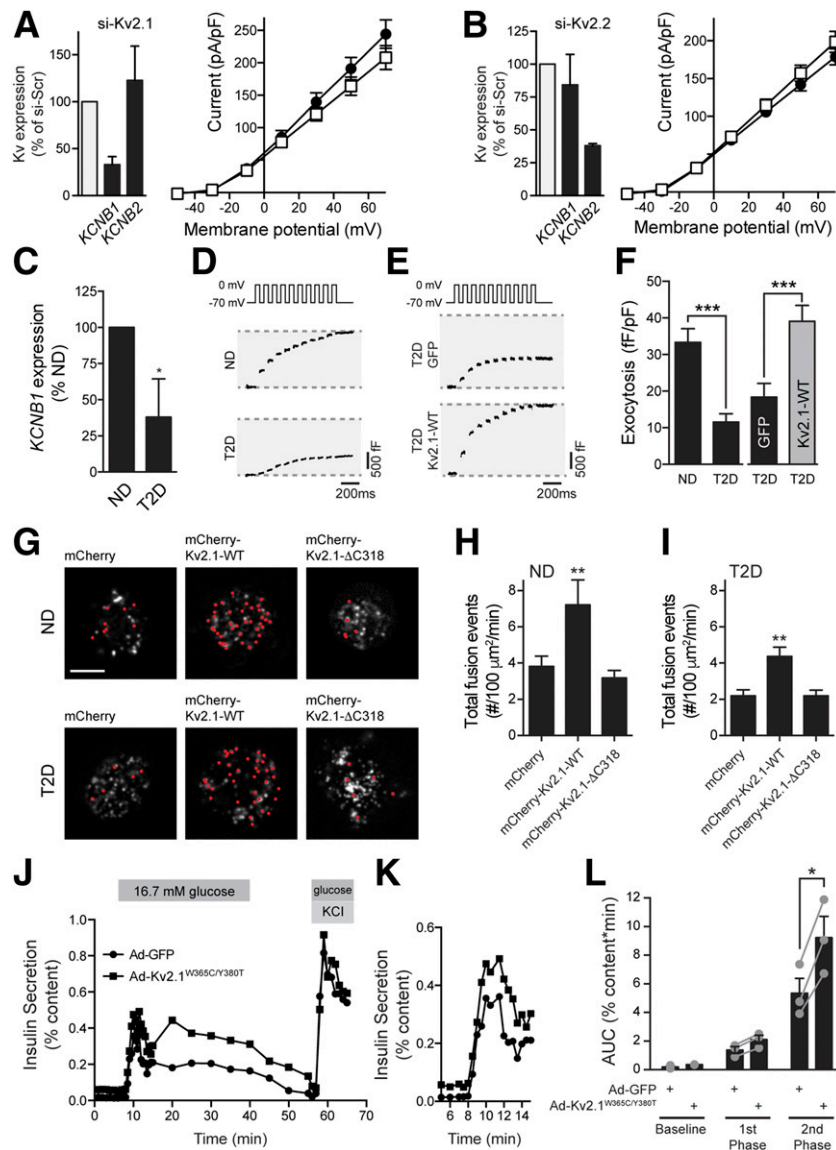 A
si-Kv2.1
Kv expression
(% of si-Scr)
150
125
100
75
50
25
0
KCNB1
KCNB2
Current (pA/pF)
250
200
150
100
50
-40
-20
0
20
40
60
Membrane potential (mV)
B
si-Kv2.2
Kv expression
(% of si-Scr)
125
100
75
50
25
0
KCNB1
KCNB2
Current (pA/pF)
250
200
150
100
50
-40
-20
0
20
40
60
Membrane potential (mV)
C
KCNB1 expression
(% ND)
100
75
50
25
0
*
ND
T2D
D
0 mV
-70 mV
ND
T2D
500 fF
200ms
E
0 mV
-70 mV
T2D
GFP
T2D
Kv2.1-WT
500 fF
200ms
F
Exocytosis (fF/pF)
50
40
30
20
10
0
***
***
GFP
Kv2.1-WT
ND
T2D
T2D
T2D
G
mCherry
mCherry-
Kv2.1-WT
mCherry-
Kv2.1-ΔC318
ND
mCherry
mCherry-
Kv2.1-WT
mCherry-
Kv2.1-ΔC318
T2D
H
ND
Total fusion events
(#/100 μm²/min)
8
6
4
2
0
**
mCherry
mCherry-Kv2.1-WT
mCherry-Kv2.1-ΔC318
I
T2D
Total fusion events
(#/100 μm²/min)
8
6
4
2
0
**
mCherry
mCherry-Kv2.1-WT
mCherry-Kv2.1-ΔC318
J
16.7 mM glucose
glucose
KCl
Insulin Secretion
(% content)
1.0
0.8
0.6
0.4
0.2
0.0
Ad-GFP
Ad-Kv2.1W365C/Y380T
0
10
20
30
40
50
60
70
Time (min)
K
Insulin Secretion
(% content)
0.6
0.4
0.2
0.0
6
8
10
12
14
Time (min)
L
AUC (% content*min)
12
10
8
6
4
2
0
*
Ad-GFP
+
+
+
Ad-Kv2.1W365C/Y380T
+
+
+
Baseline
1st
Phase
2nd
Phase